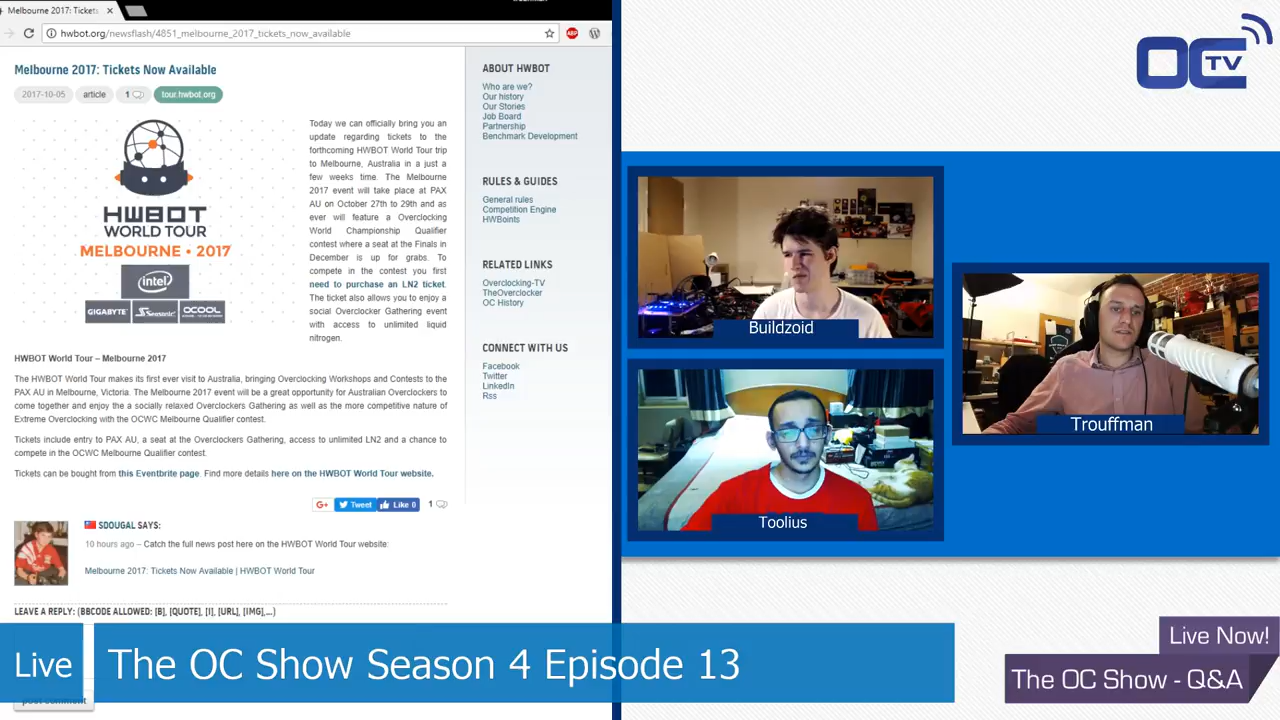 Melbourne 2017: Tickets
hwbot.org/newsflash/4851_melbourne_2017_tickets_now_available
ABP
Melbourne 2017: Tickets Now Available
2017-10-05
article
1
tour.hwbot.org
HWBOT
WORLD TOUR
MELBOURNE • 2017
intel
GIGABYTE
Seasonic
OCOOL
Today we can officially bring you an
update regarding tickets to the
forthcoming HWBOT World Tour trip
to Melbourne, Australia in a just a
few weeks time. The Melbourne
2017 event will take place at PAX
AU on October 27th to 29th and as
ever will feature a Overclocking
World Championship Qualifier
contest where a seat at the Finals in
December is up for grabs. To
compete in the contest you first
need to purchase an LN2 ticket.
The ticket also allows you to enjoy a
social Overclocker Gathering event
with access to unlimited liquid
nitrogen.
HWBOT World Tour – Melbourne 2017
The HWBOT World Tour makes its first ever visit to Australia, bringing Overclocking Workshops and Contests to the
PAX AU in Melbourne, Victoria. The Melbourne 2017 event will be a great opportunity for Australian Overclockers to
come together and enjoy the a socially relaxed Overclockers Gathering as well as the more competitive nature of
Extreme Overclocking with the OCWC Melbourne Qualifier contest.
Tickets include entry to PAX AU, a seat at the Overclockers Gathering, access to unlimited LN2 and a chance to
compete in the OCWC Melbourne Qualifier contest.
Tickets can be bought from this Eventbrite page. Find more details here on the HWBOT World Tour website.
G+
Tweet
Like 0
1
SDOUGAL SAYS:
10 hours ago – Catch the full news post here on the HWBOT World Tour website:
Melbourne 2017: Tickets Now Available | HWBOT World Tour
LEAVE A REPLY: (BBCODE ALLOWED: [B], [QUOTE], [I], [URL], [IMG],...)
post comment
ABOUT HWBOT
Who are we?
Our history
Our Stories
Job Board
Partnership
Benchmark Development
RULES & GUIDES
General rules
Competition Engine
HWBoints
RELATED LINKS
Overclocking-TV
TheOverclocker
OC History
CONNECT WITH US
Facebook
Twitter
LinkedIn
Rss
OC TV
Buildzoid
Trouffman
Toolius
Live
The OC Show Season 4 Episode 13
Live Now!
The OC Show - Q&A